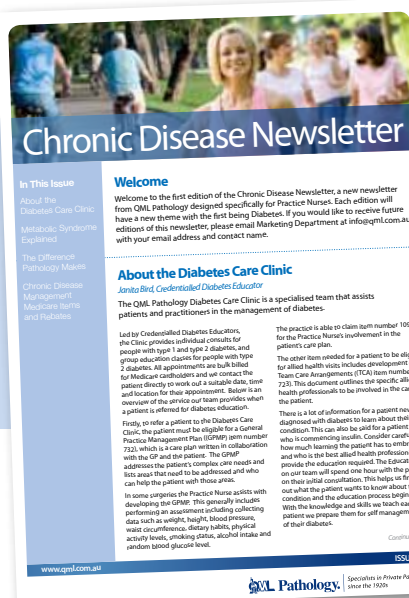 Chronic Disease Newsletter
In This Issue
About the
Diabetes Care Clinic
Metabolic Syndrome
Explained
The Difference
Pathology Makes
Chronic Disease
Management
Medicare Items
and Rebates
Welcome
Welcome to the first edition of the Chronic Disease Newsletter, a new newsletter
from QML Pathology designed specifically for Practice Nurses. Each edition will
have a new theme with the first being Diabetes. If you would like to receive future
editions of this newsletter, please email Marketing Department at info@qml.com.au
with your email address and contact name.
About the Diabetes Care Clinic
Janita Bird, Credentialled Diabetes Educator
The QML Pathology Diabetes Care Clinic is a specialised team that assists
patients and practitioners in the management of diabetes.
Led by Credentialled Diabetes Educators,
the Clinic provides individual consults for
people with type 1 and type 2 diabetes, and
group education classes for people with type
2 diabetes. All appointments are bulk billed
for Medicare cardholders and we contact the
patient directly to work out a suitable date, time
and location for their appointment. Below is an
overview of the service our team provides when
a patient is referred for diabetes education.
Firstly, to refer a patient to the Diabetes Care
Clinic, the patient must be eligible for a General
Practice Management Plan (GPMP) item number
732), which is a care plan written in collaboration
with the GP and the patient. The GPMP
addresses the patient's complex care needs and
lists areas that need to be addressed and who
can help the patient with those areas.
In some surgeries the Practice Nurse assists with
developing the GPMP. This generally includes
performing an assessment including collecting
data such as weight, height, blood pressure,
waist circumference, dietary habits, physical
activity levels, smoking status, alcohol intake and
random blood glucose level.
The practice is able to claim item number 109
for the Practice Nurse's involvement in the
patient's care plan.
The other item needed for a patient to be elig
for allied health visits includes development
Team Care Arrangements (TCA) item numbe
723). This document outlines the specific allie
health professionals to be involved in the car
the patient.
There is a lot of information for a patient new
diagnosed with diabetes to learn about thei
condition. This can also be said for a patient
who is commencing insulin. Consider carefu
how much learning the patient has to embr
and who is the best allied health profession
provide the education required. The Educat
on our team will spend one hour with the p
on their initial consultation. This helps us fin
out what the patient wants to know about
condition and the education process begin
With the knowledge and skills we teach ea
patient we prepare them for self managem
of their diabetes.
Continu
ISSU
www.qml.com.au
QML Pathology.
Specialists in Private Pa
since the 1920s